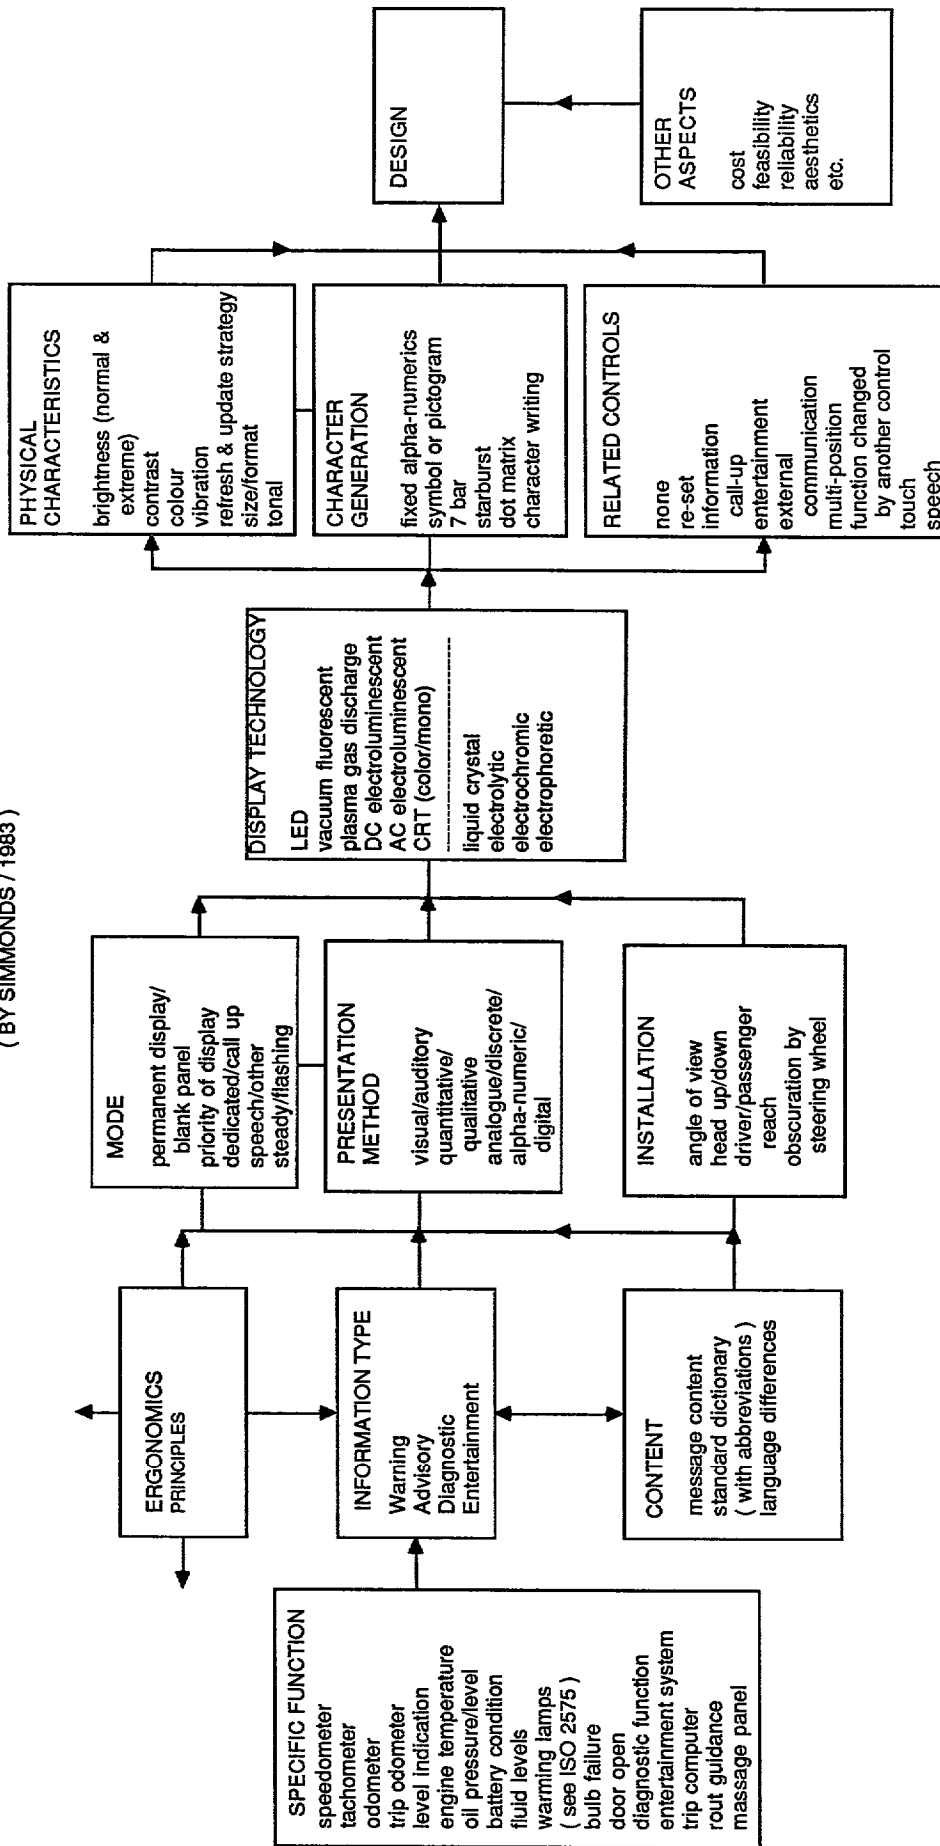 ( BY SIMMONDS / 1983 )
SPECIFIC FUNCTION
speedometer
tachometer
odometer
trip odometer
level Indication
engine temperature
oil pressure/level
battery condition
fluid levels
warming lamps
( see ISO 2575 )
bulb failure
door open
diagnostic function
entertainment system
trip computer
rout guidance
massage panel
ERGONOMICS
PRINCIPLES
INFORMATION TYPE
Warning
Advisory
Diagnostic
Entertainment
CONTENT
message content
standard dictionary
( with abbreviations )
language differences
MODE
permanent display/
blank panel
priority of display
dedicated/call up
speech/other
steady/flashing
PRESENTATION
METHOD
visual/auditory
quantitative/
qualitative
analogue/discrete/
alpha-numeric/
digital
INSTALLATION
angle of view
head up/down
driver/passenger
reach
obscuration by
steering wheel
DISPLAY TECHNOLOGY
LED
vacuum fluorescent
plasma gas discharge
DC electroluminescent
AC electroluminescent
CRT (color/mono)
liquid crystal
electrolytic
electrochromic
electrophoretic
PHYSICAL
CHARACTERISTICS
brightness (normal &
extreme)
contrast
colour
vibration
refresh & update strategy
size/format
tonal
CHARACTER
GENERATION
fixed alpha-numerics
symbol or pictogram
7 bar
starburst
dot matrix
character writing
RELATED CONTROLS
none
re-set
information
call-up
entertainment
external
communication
multi-position
function changed
by another control
touch
speech
DESIGN
OTHER
ASPECTS
cost
feasibility
reliability
aesthetics
etc.